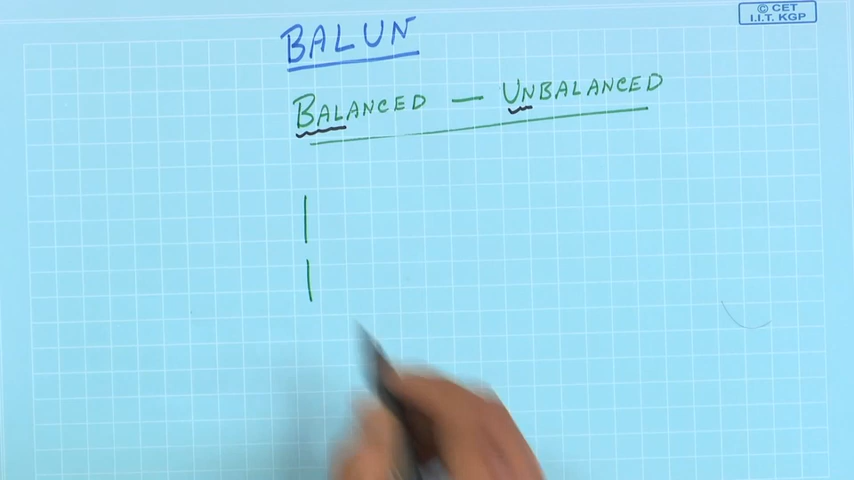 © CET
I.I.T. KGP
BALUN
BALANCED — UNBALANCED